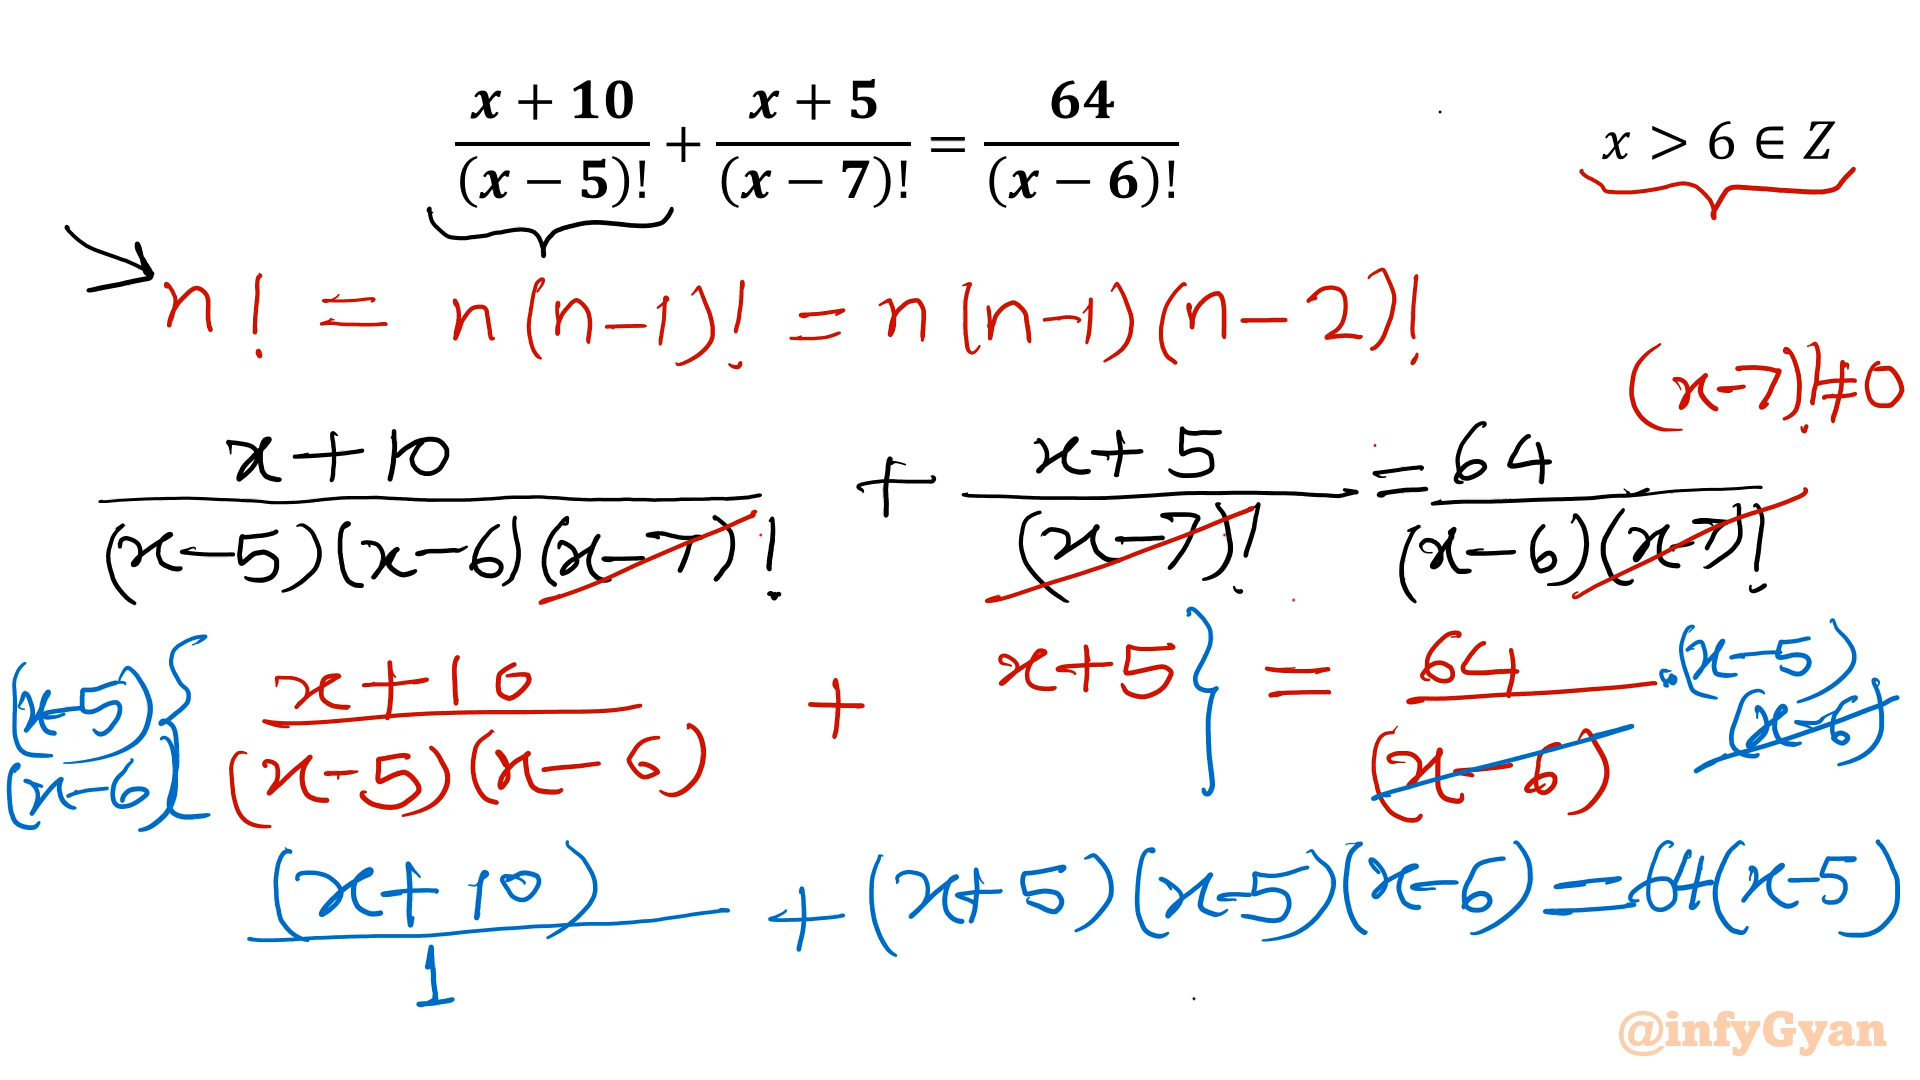 x + 10/(x − 5)! + x + 5/(x − 7)! = 64/(x − 6)!
x > 6 ∈ Z
n! = n(n-1)! = n(n-1)(n-2)!
(x-7)! ≠ 0
x+10/(x-5)(x-6)(x-7)! + x+5/(x-7)! = 64/(x-6)(x-7)!
(x-5)(x-6) { x+10/(x-5)(x-6) + x+5 } = 64/(x-6) · (x-5)(x-6)
(x+10)/1 + (x+5)(x-5)(x-6) = 64(x-5)
@infyGyan